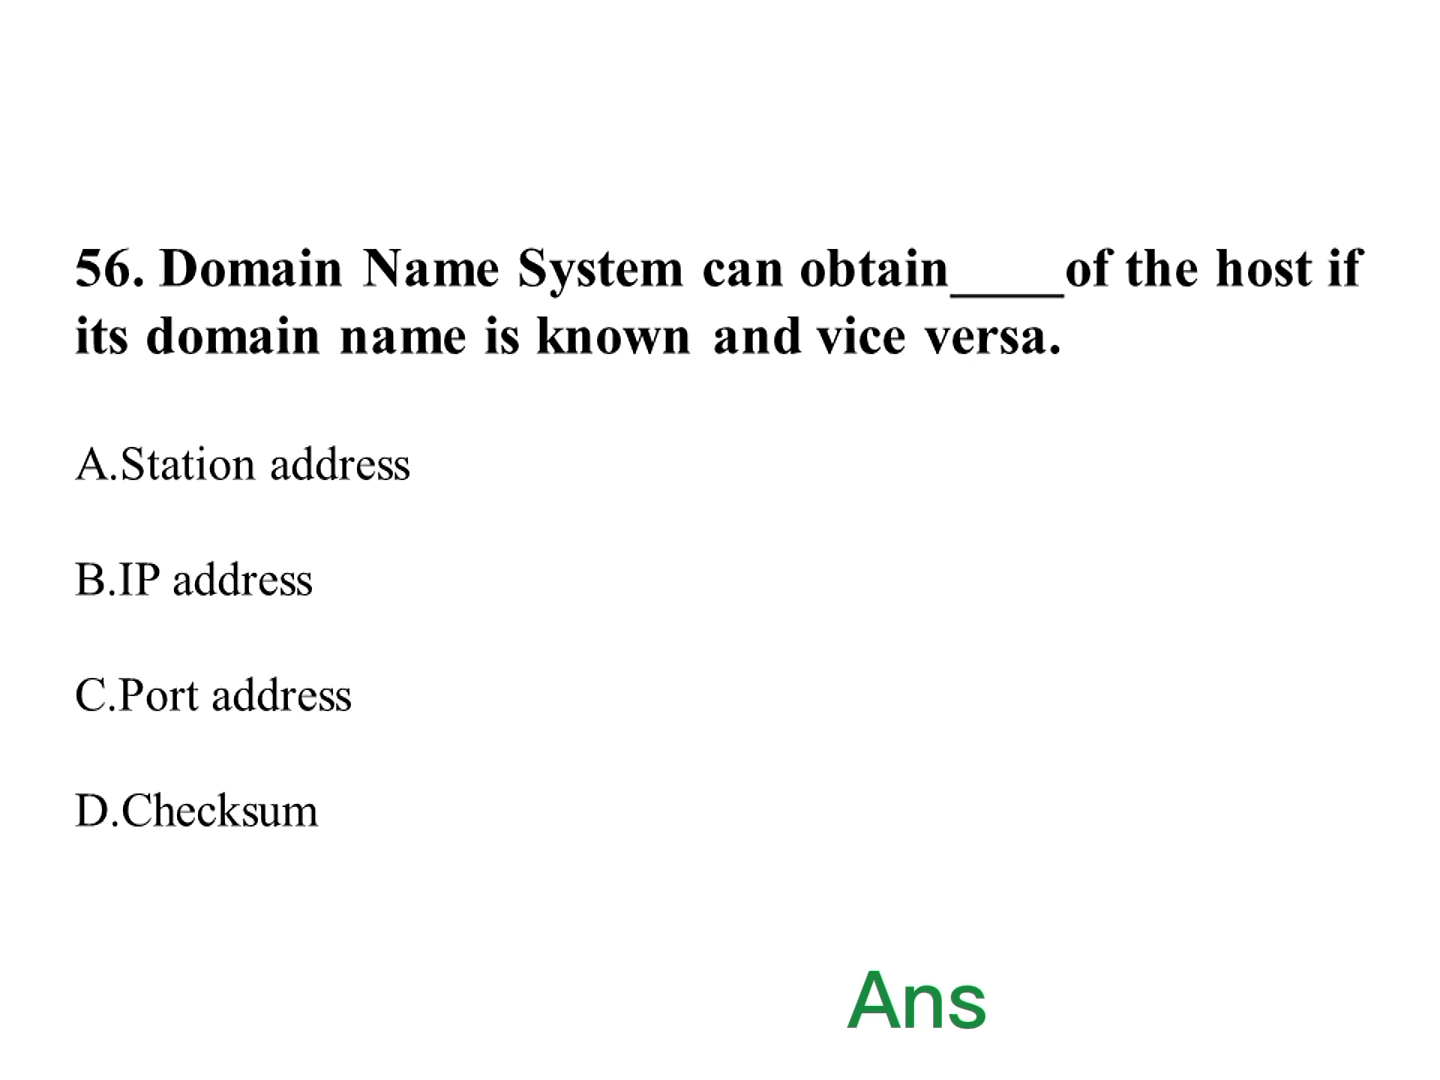 56. Domain Name System can obtain____of the host if
its domain name is known and vice versa.
A.Station address
B.IP address
C.Port address
D.Checksum
Ans